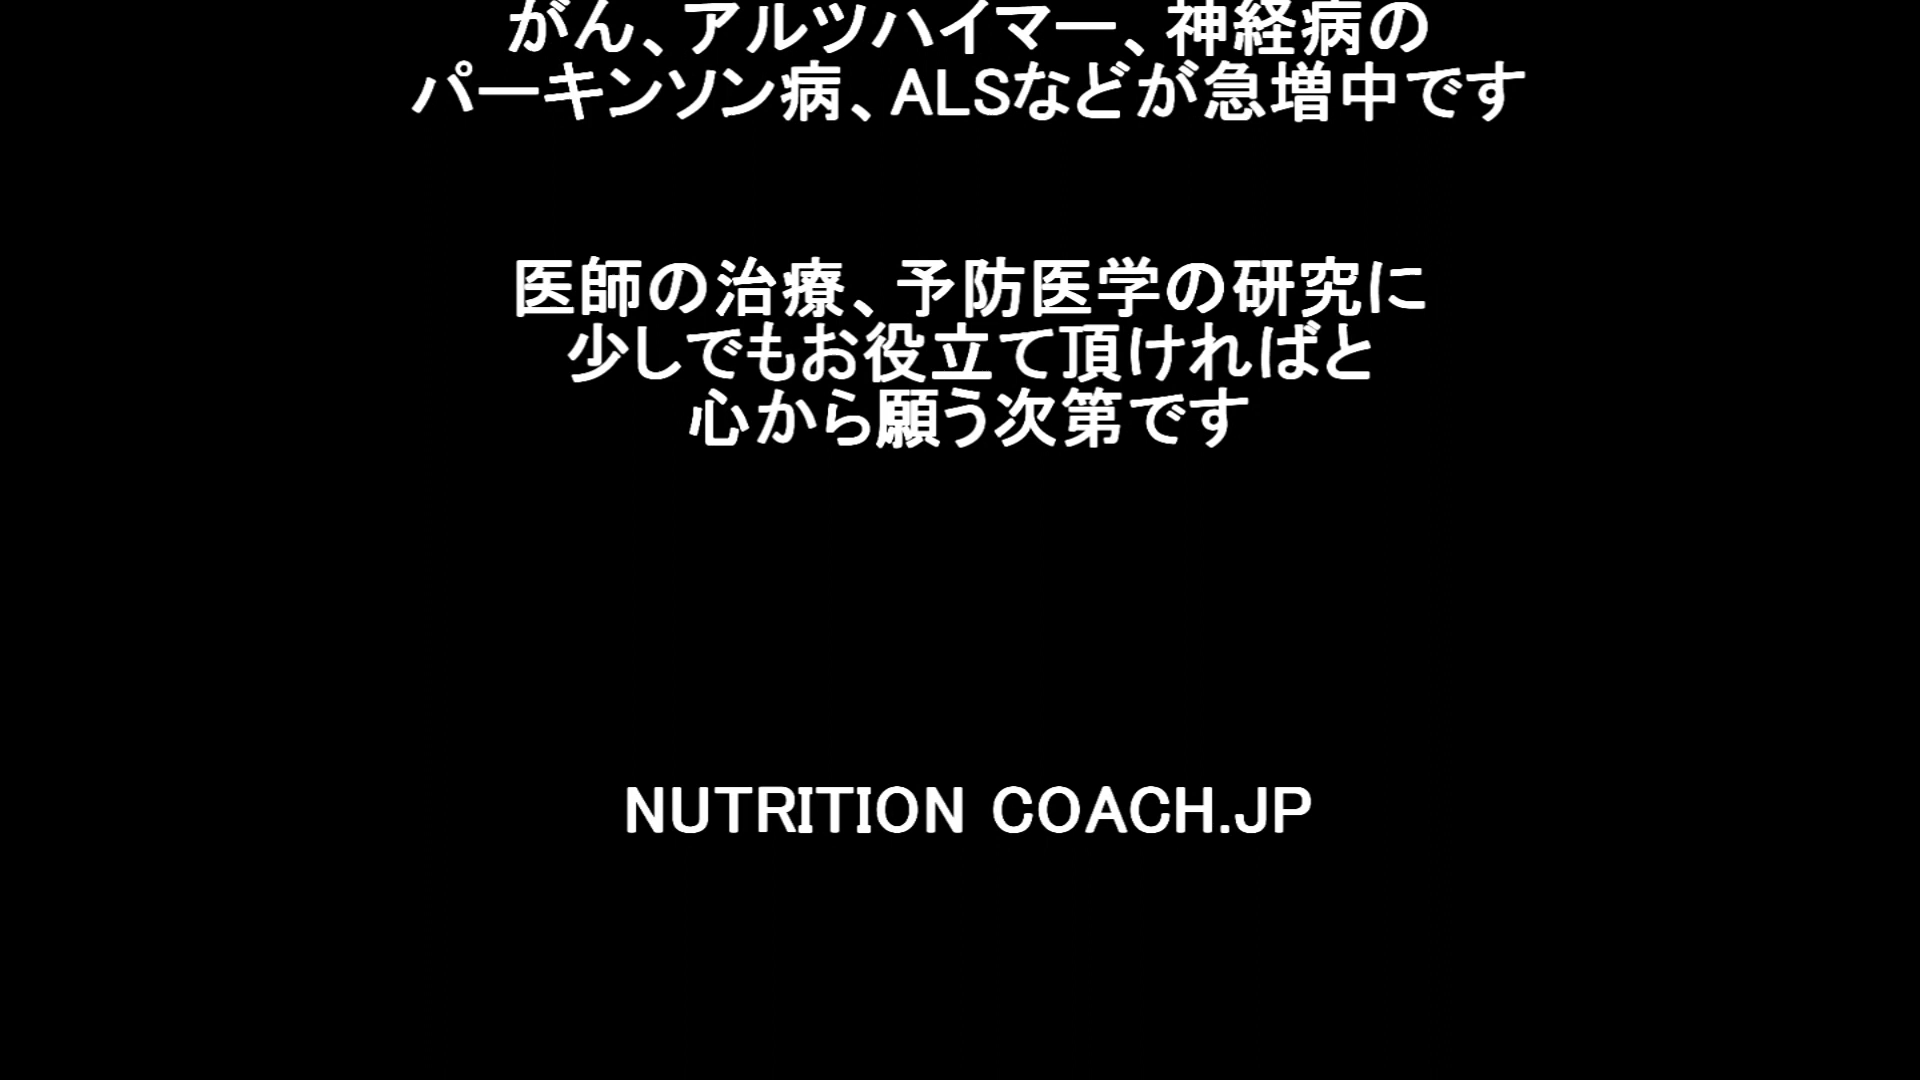 がん、アルツハイマー、神経病の
パーキンソン病、ALSなどが急増中です
医師の治療、予防医学の研究に
少しでもお役立て頂ければと
心から願う次第です
NUTRITION COACH.JP